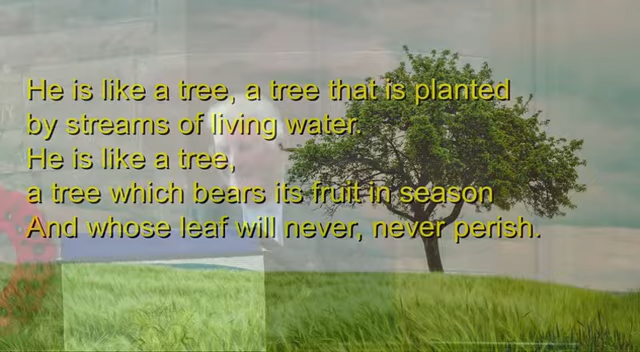 He is like a tree, a tree that is planted
by streams of living water.
He is like a tree,
a tree which bears its fruit in season
And whose leaf will never, never perish.